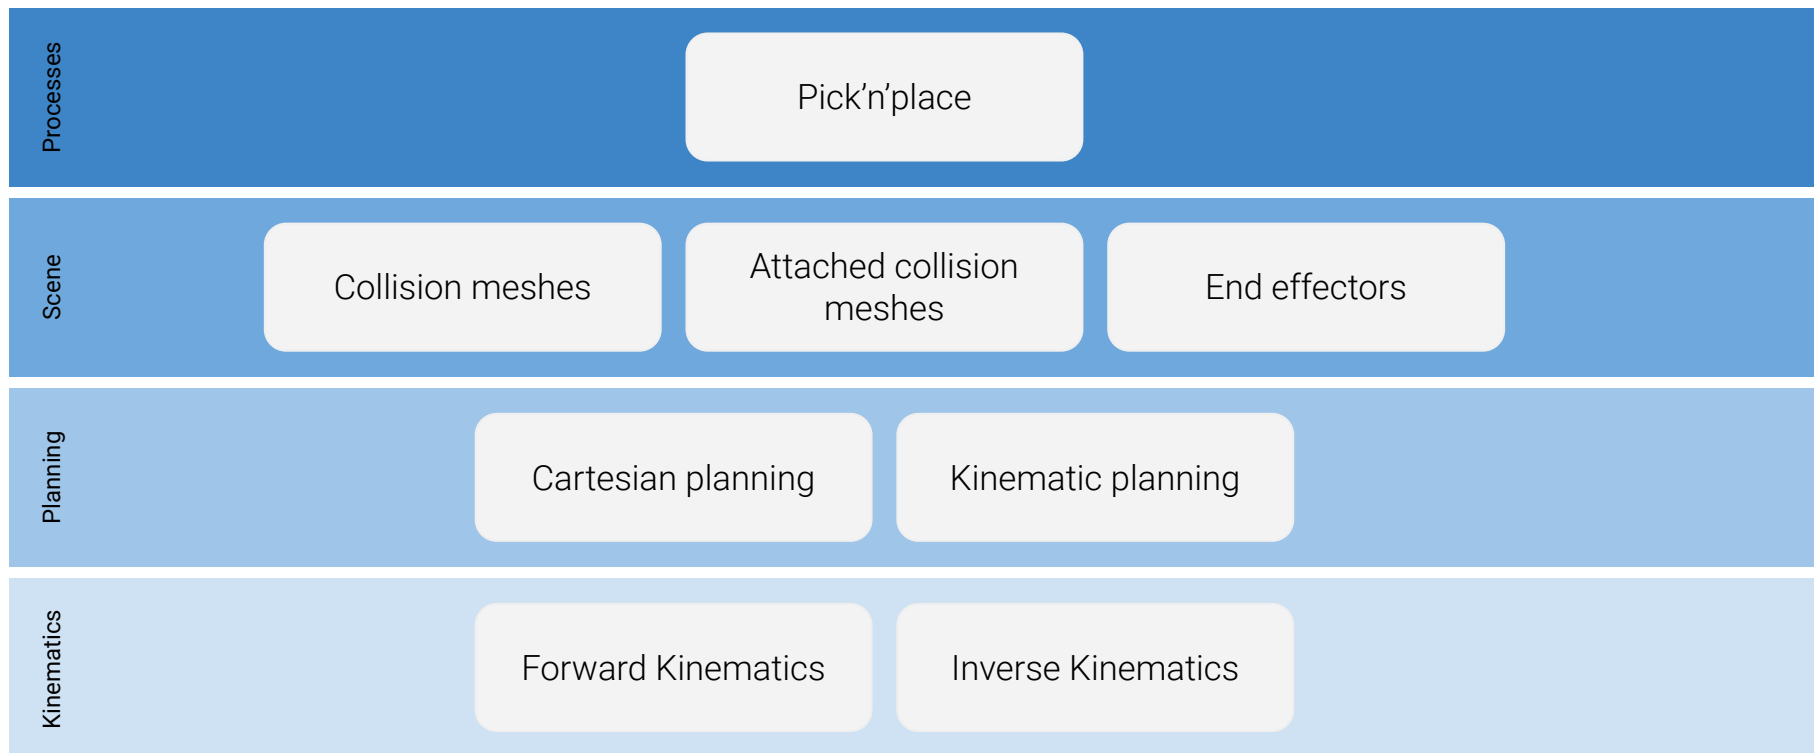 Processes
Pick’n’place
Scene
Collision meshes
Attached collision
meshes
End effectors
Planning
Cartesian planning
Kinematic planning
Kinematics
Forward Kinematics
Inverse Kinematics